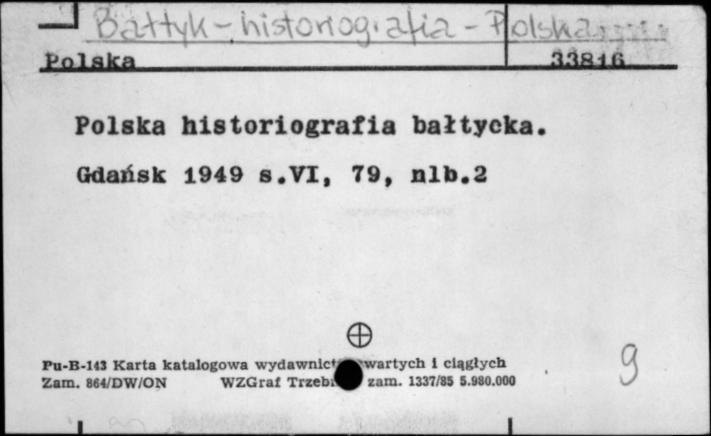 Bałtyk - historiografia - Polska
Polska 33816
Polska historiografia bałtycka.
Gdańsk 1949 s.VI, 79, nlb.2
Pu-B-143 Karta katalogowa wydawnictw zwartych i ciągłych
Zam. 864/DW/ON WZGraf zam. 1337/85 5.980.000
9